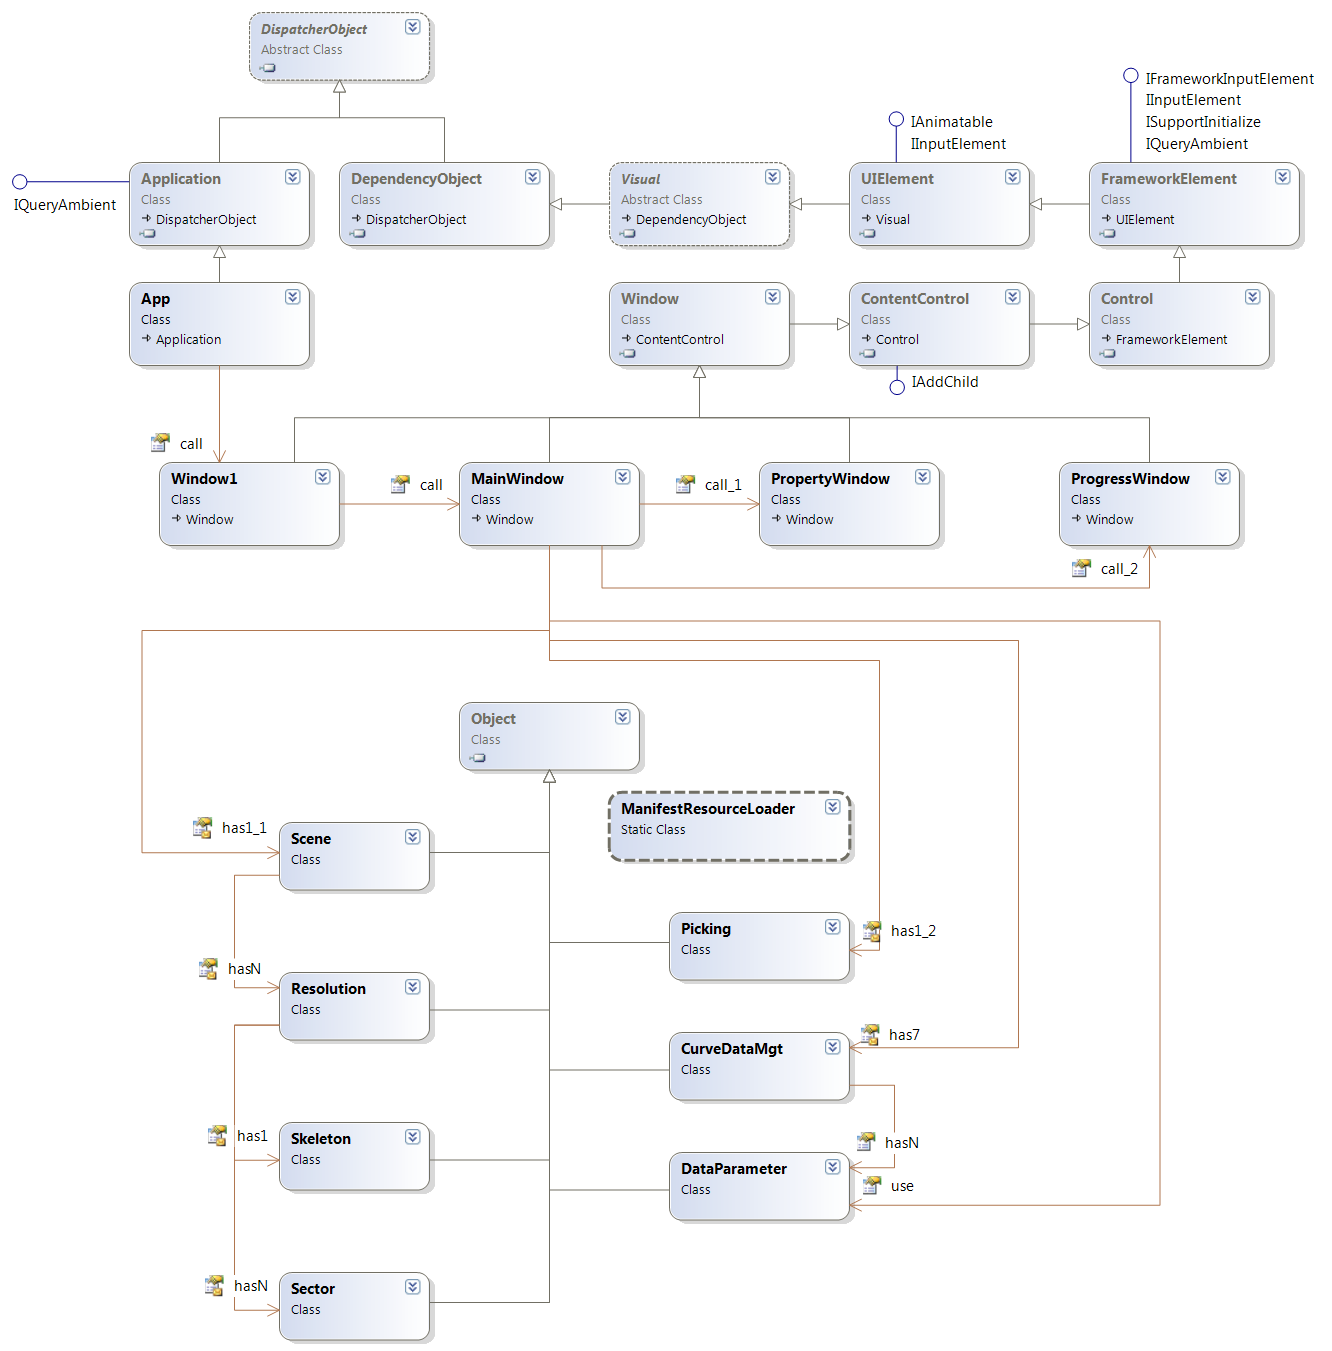 DispatcherObject
Abstract Class
IFrameworkInputElement
IInputElement
ISupportInitialize
IQueryAmbient
IAnimatable
IInputElement
IQueryAmbient
Application
Class
DispatcherObject
DependencyObject
Class
DispatcherObject
Visual
Abstract Class
DependencyObject
UIElement
Class
Visual
FrameworkElement
Class
UIElement
App
Class
Application
Window
Class
ContentControl
ContentControl
Class
Control
Control
Class
FrameworkElement
IAddChild
call
Window1
Class
Window
call
MainWindow
Class
Window
call_1
PropertyWindow
Class
Window
ProgressWindow
Class
Window
call_2
Object
Class
ManifestResourceLoader
Static Class
has1_1
Scene
Class
Picking
Class
has1_2
hasN
Resolution
Class
CurveDataMgt
Class
has7
has1
Skeleton
Class
hasN
DataParameter
Class
use
hasN
Sector
Class